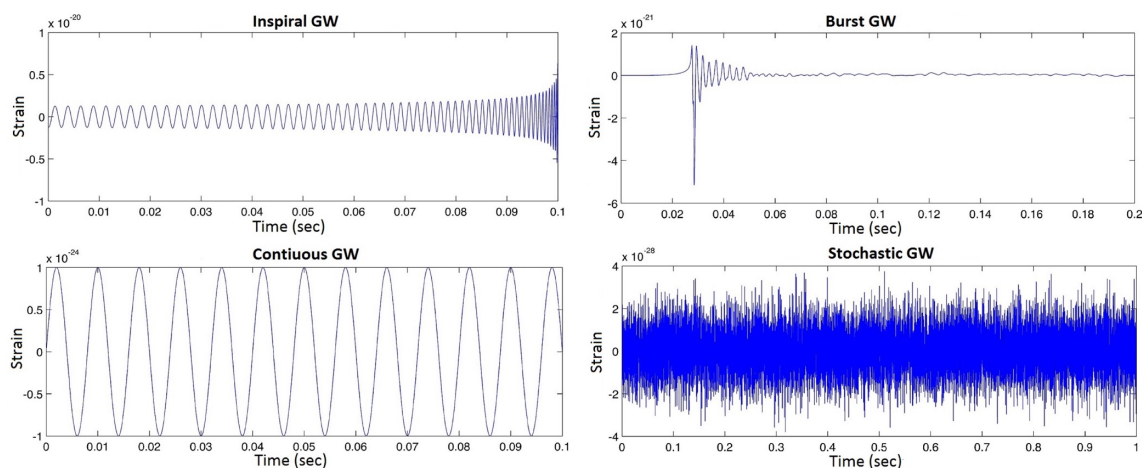 Inspiral GW
x 10-20
1
0.5
0
-0.5
-1
Strain
0 0.01 0.02 0.03 0.04 0.05 0.06 0.07 0.08 0.09 0.1
Time (sec)
Burst GW
x 10-21
2
0
-2
-4
-6
Strain
0 0.02 0.04 0.06 0.08 0.1 0.12 0.14 0.16 0.18 0.2
Time (sec)
Contiuous GW
x 10-24
1
0.5
0
-0.5
-1
Strain
0 0.01 0.02 0.03 0.04 0.05 0.06 0.07 0.08 0.09 0.1
Time (sec)
Stochastic GW
x 10-28
4
2
0
-2
-4
Strain
0 0.1 0.2 0.3 0.4 0.5 0.6 0.7 0.8 0.9 1
Time (sec)